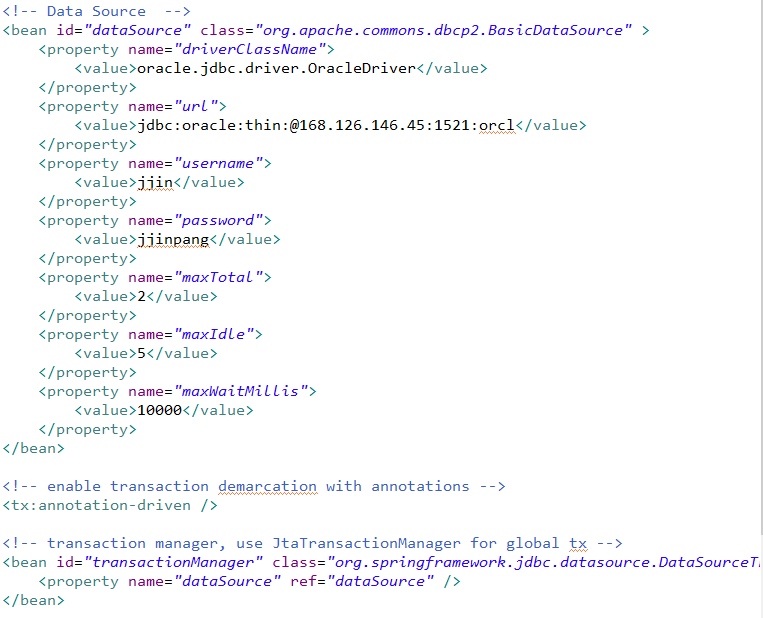 <!-- Data Source  -->
<bean id="dataSource" class="org.apache.commons.dbcp2.BasicDataSource" >
    <property name="driverClassName">
        <value>oracle.jdbc.driver.OracleDriver</value>
    </property>
    <property name="url">
        <value>jdbc:oracle:thin:@168.126.146.45:1521:orcl</value>
    </property>
    <property name="username">
        <value>jjin</value>
    </property>
    <property name="password">
        <value>jjinpang</value>
    </property>
    <property name="maxTotal">
        <value>2</value>
    </property>
    <property name="maxIdle">
        <value>5</value>
    </property>
    <property name="maxWaitMillis">
        <value>10000</value>
    </property>
</bean>

<!-- enable transaction demarcation with annotations -->
<tx:annotation-driven />

<!-- transaction manager, use JtaTransactionManager for global tx -->
<bean id="transactionManager" class="org.springframework.jdbc.datasource.DataSourceT
    <property name="dataSource" ref="dataSource" />
</bean>